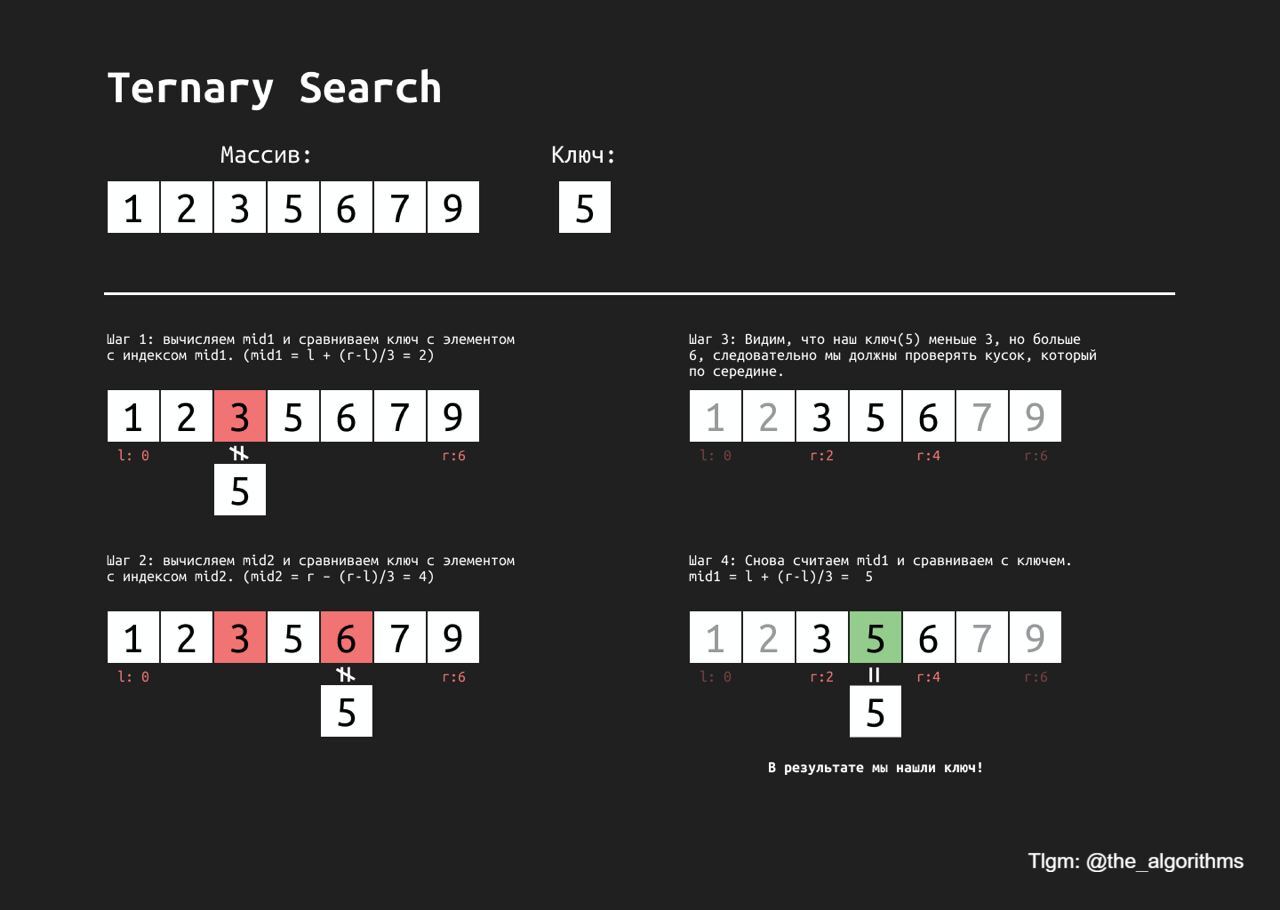 Ternary Search
Массив:
Ключ:
1 2 3 5 6 7 9
5
Шаг 1: вычисляем mid1 и сравниваем ключ с элементом
с индексом mid1. (mid1 = l + (r-l)/3 = 2)
1 2 3 5 6 7 9
l: 0
r:6
5
Шаг 2: вычисляем mid2 и сравниваем ключ с элементом
с индексом mid2. (mid2 = r – (r-l)/3 = 4)
1 2 3 5 6 7 9
l: 0
r:6
5
Шаг 3: Видим, что наш ключ(5) меньше 3, но больше
6, следовательно мы должны проверять кусок, который
по середине.
1 2 3 5 6 7 9
l: 0
r:2
r:4
r:6
Шаг 4: Снова считаем mid1 и сравниваем с ключем.
mid1 = l + (r-l)/3 =  5
1 2 3 5 6 7 9
l: 0
r:2
=
r:4
r:6
5
В результате мы нашли ключ!
Tlgm: @the_algorithms